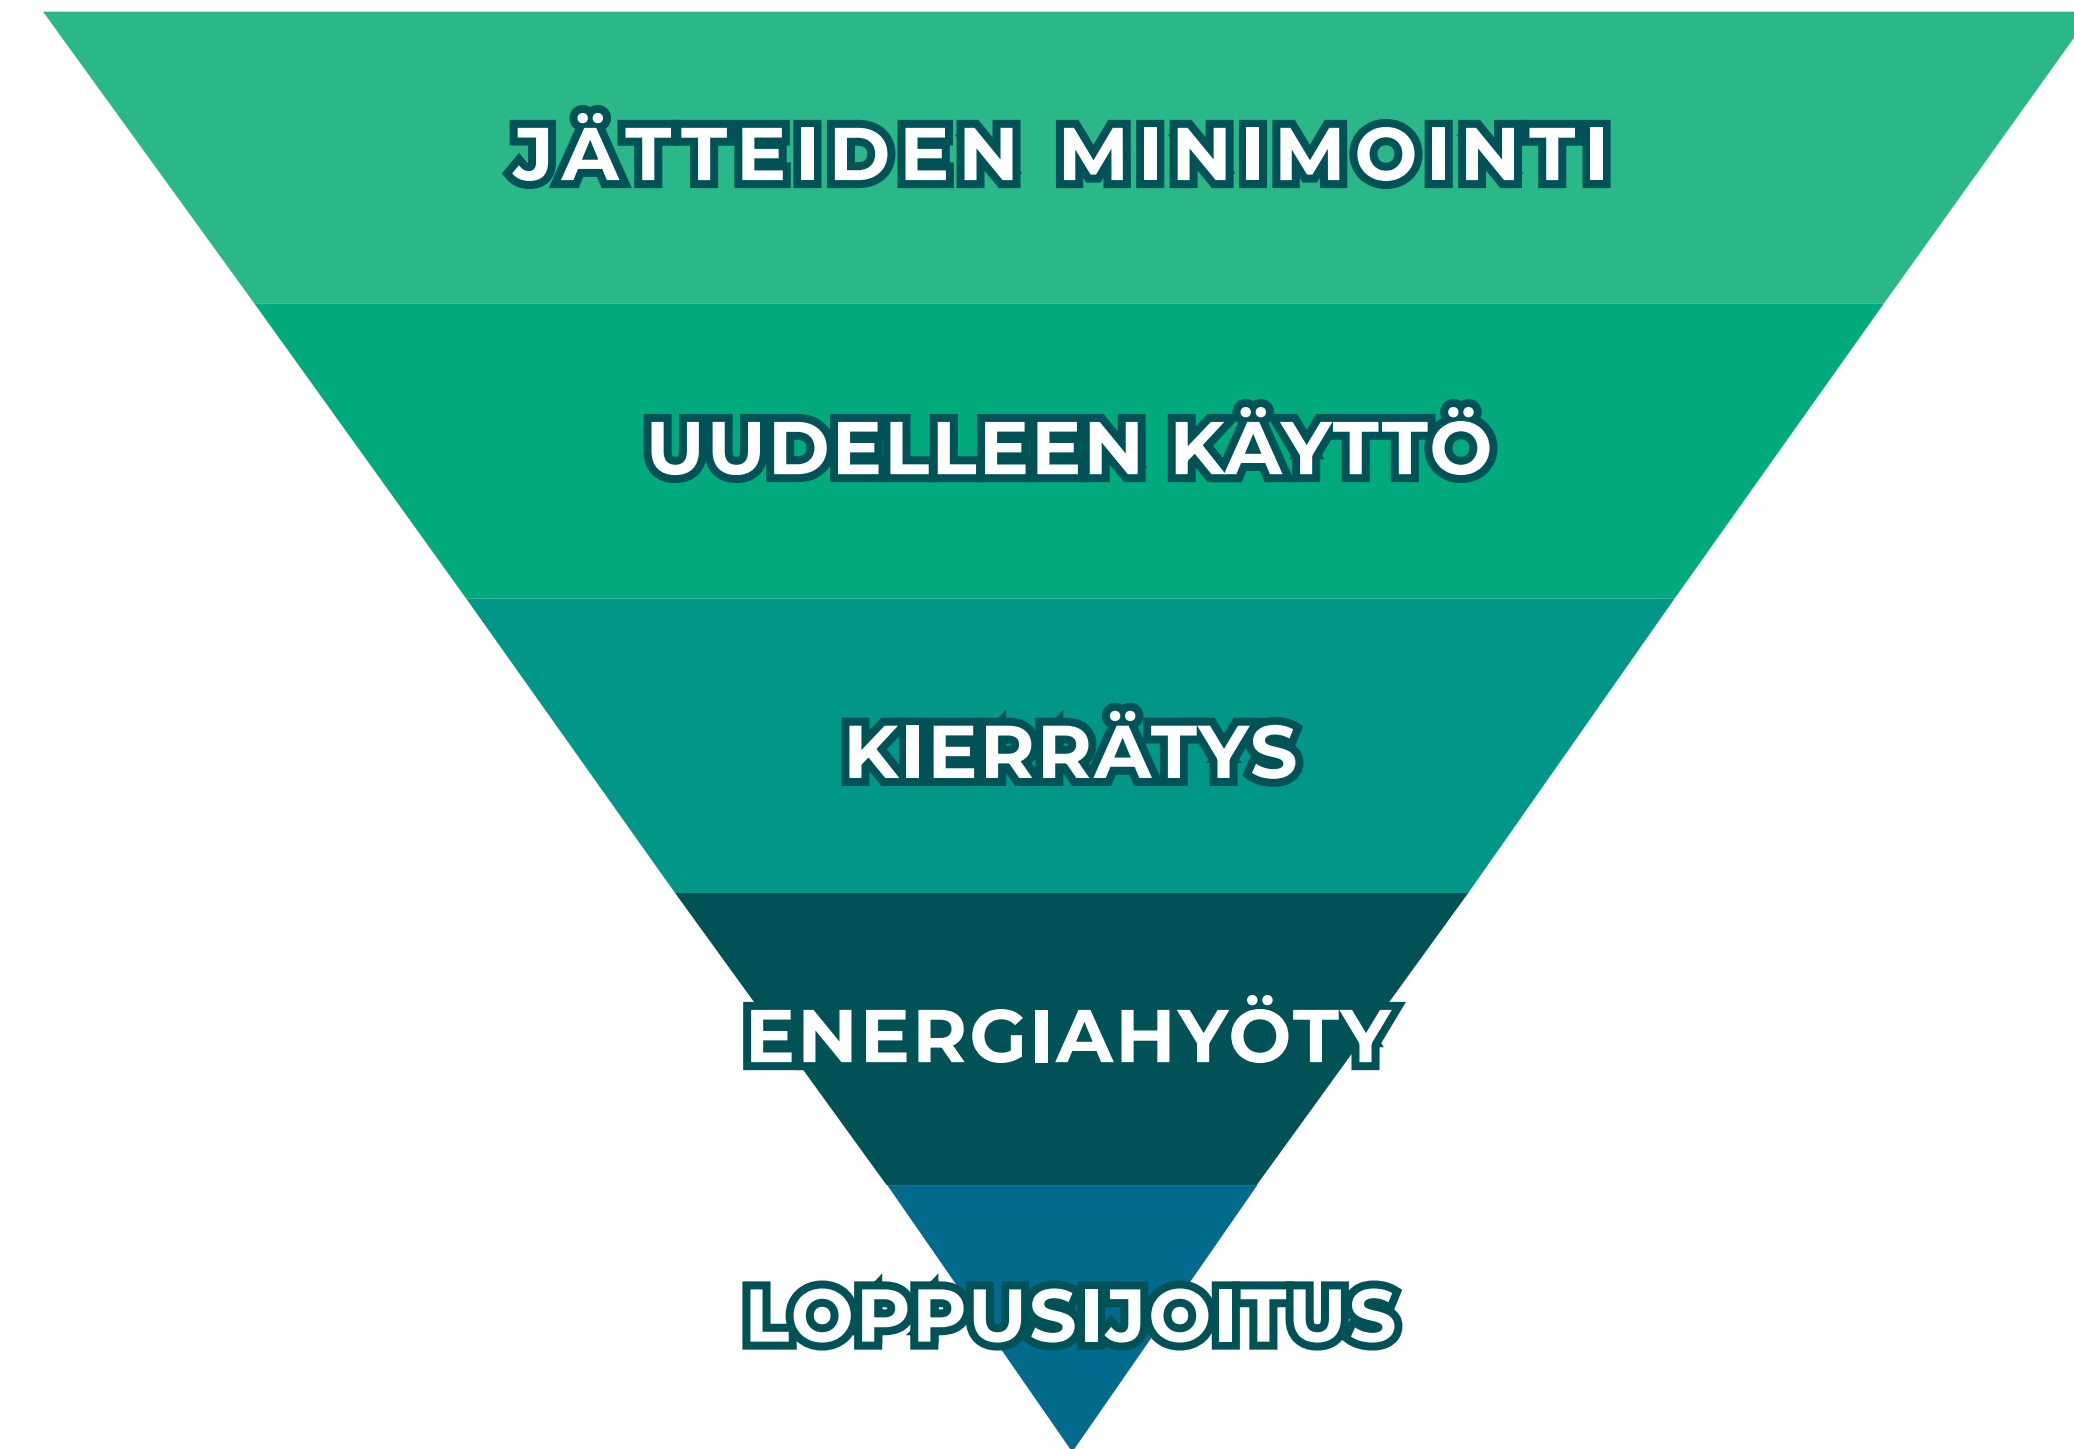 JÄTTEIDEN MINIMOINTI
UUDELLEEN KÄYTTÖ
KIERRÄTYS
ENERGIAHYÖTY
LOPPUSIJOITUS